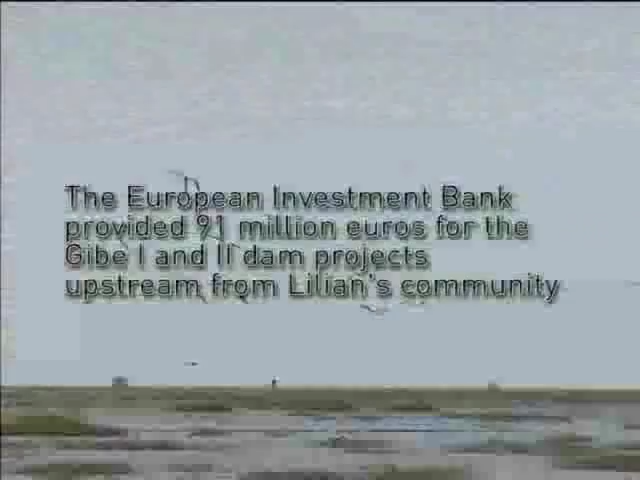 The European Investment Bank
provided 91 million euros for the
Gibe I and II dam projects
upstream from Lilian's community